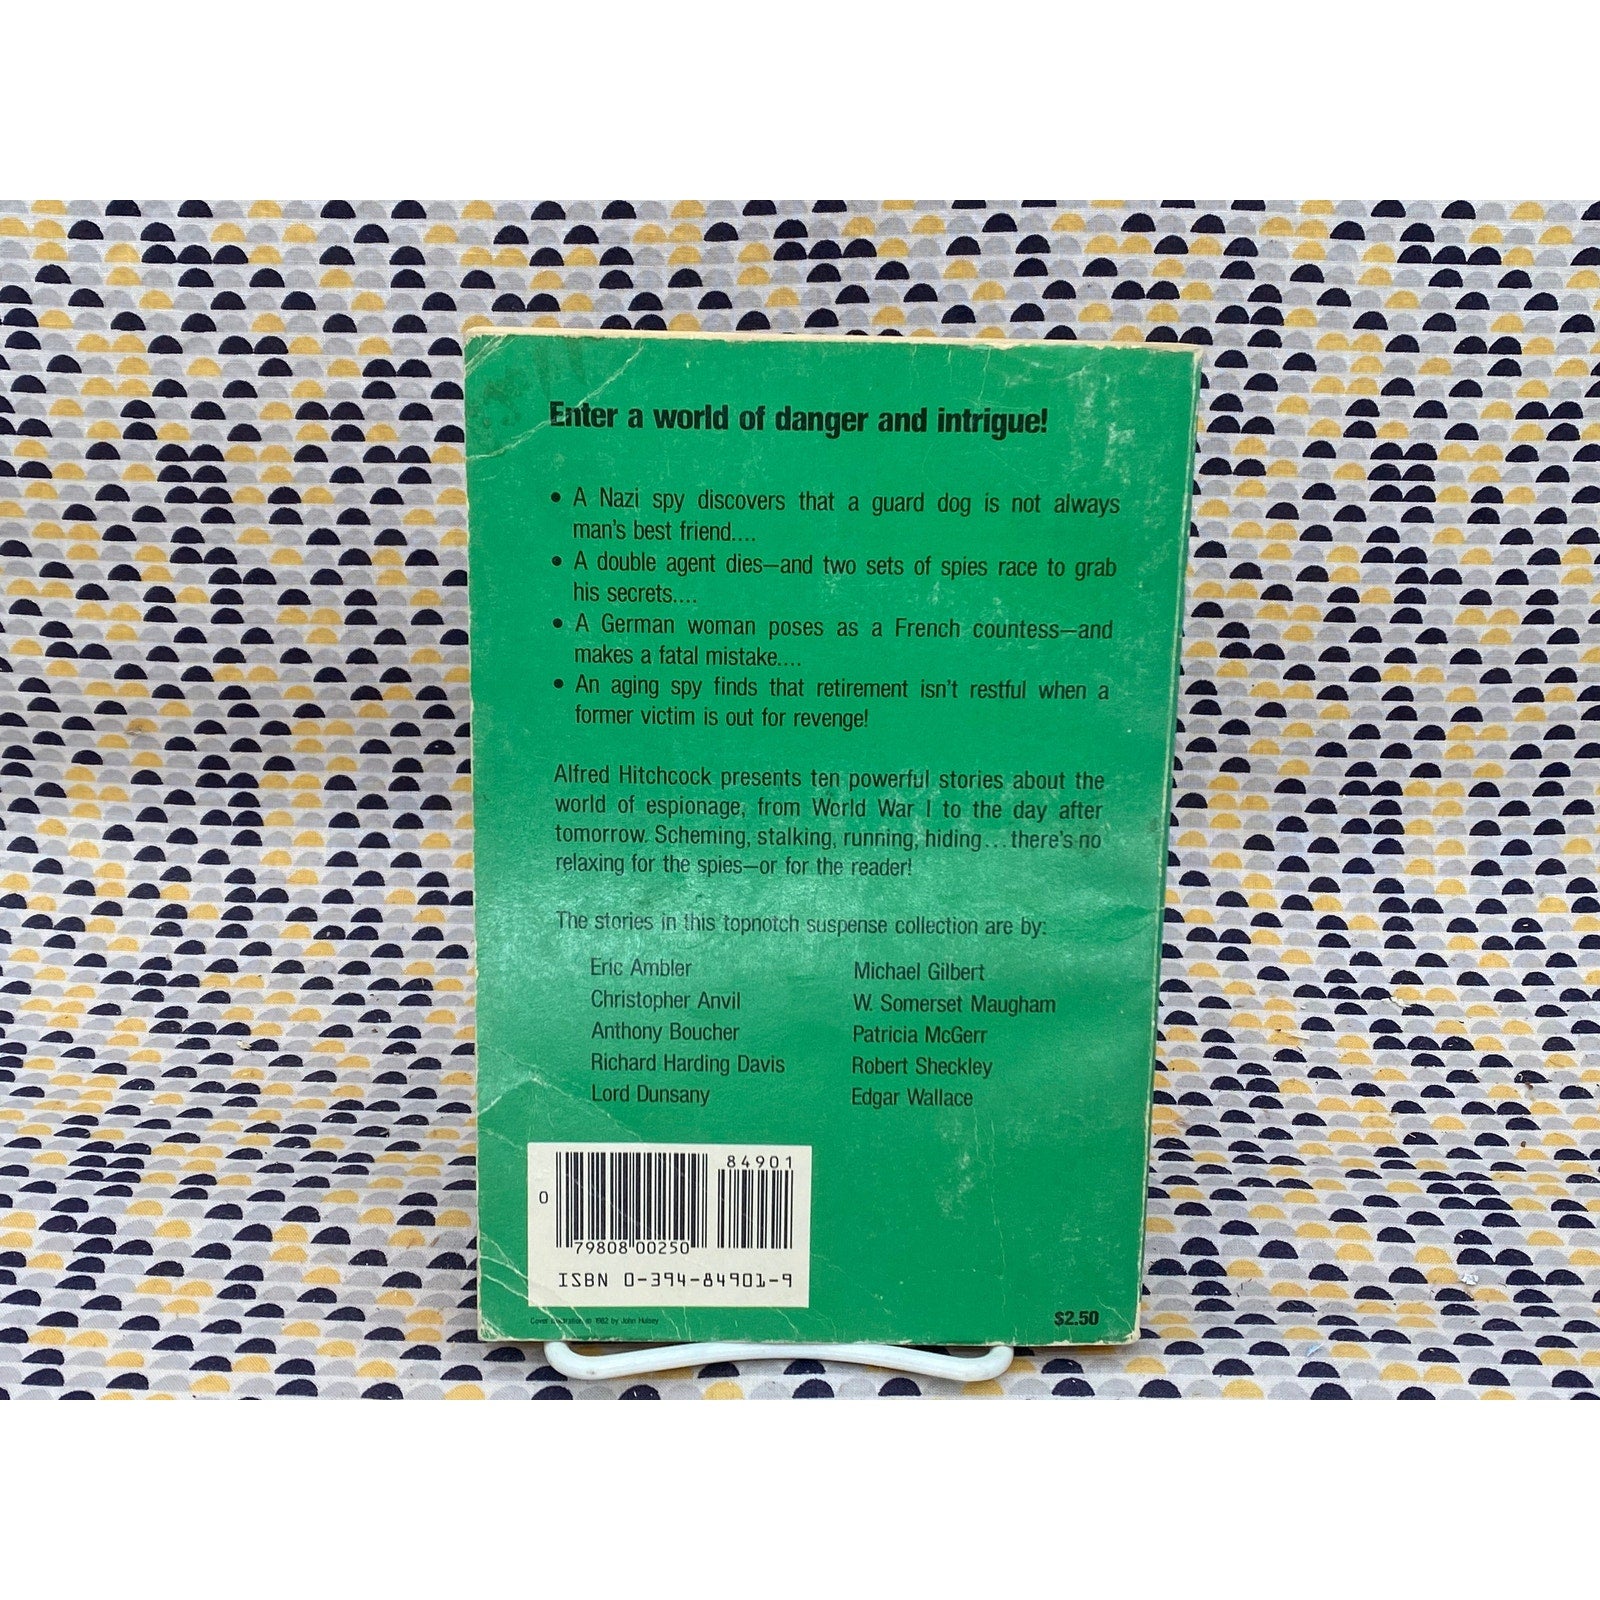 Enter a world of danger and intrigue!
• A Nazi spy discovers that a guard dog is not always
man's best friend....
• A double agent dies—and two sets of spies race to grab
his secrets....
• A German woman poses as a French countess—and
makes a fatal mistake....
• An aging spy finds that retirement isn't restful when a
former victim is out for revenge!
Alfred Hitchcock presents ten powerful stories about the
world of espionage, from World War I to the day after
tomorrow. Scheming, stalking, running, hiding...there's no
relaxing for the spies—or for the reader!
The stories in this topnotch suspense collection are by:
Eric Ambler
Christopher Anvil
Anthony Boucher
Richard Harding Davis
Lord Dunsany
Michael Gilbert
W. Somerset Maugham
Patricia McGerr
Robert Sheckley
Edgar Wallace
84901
0
79808 00250
ISBN 0-394-84901-9
Cover illustration © 1982 by John Hulsey
$2.50